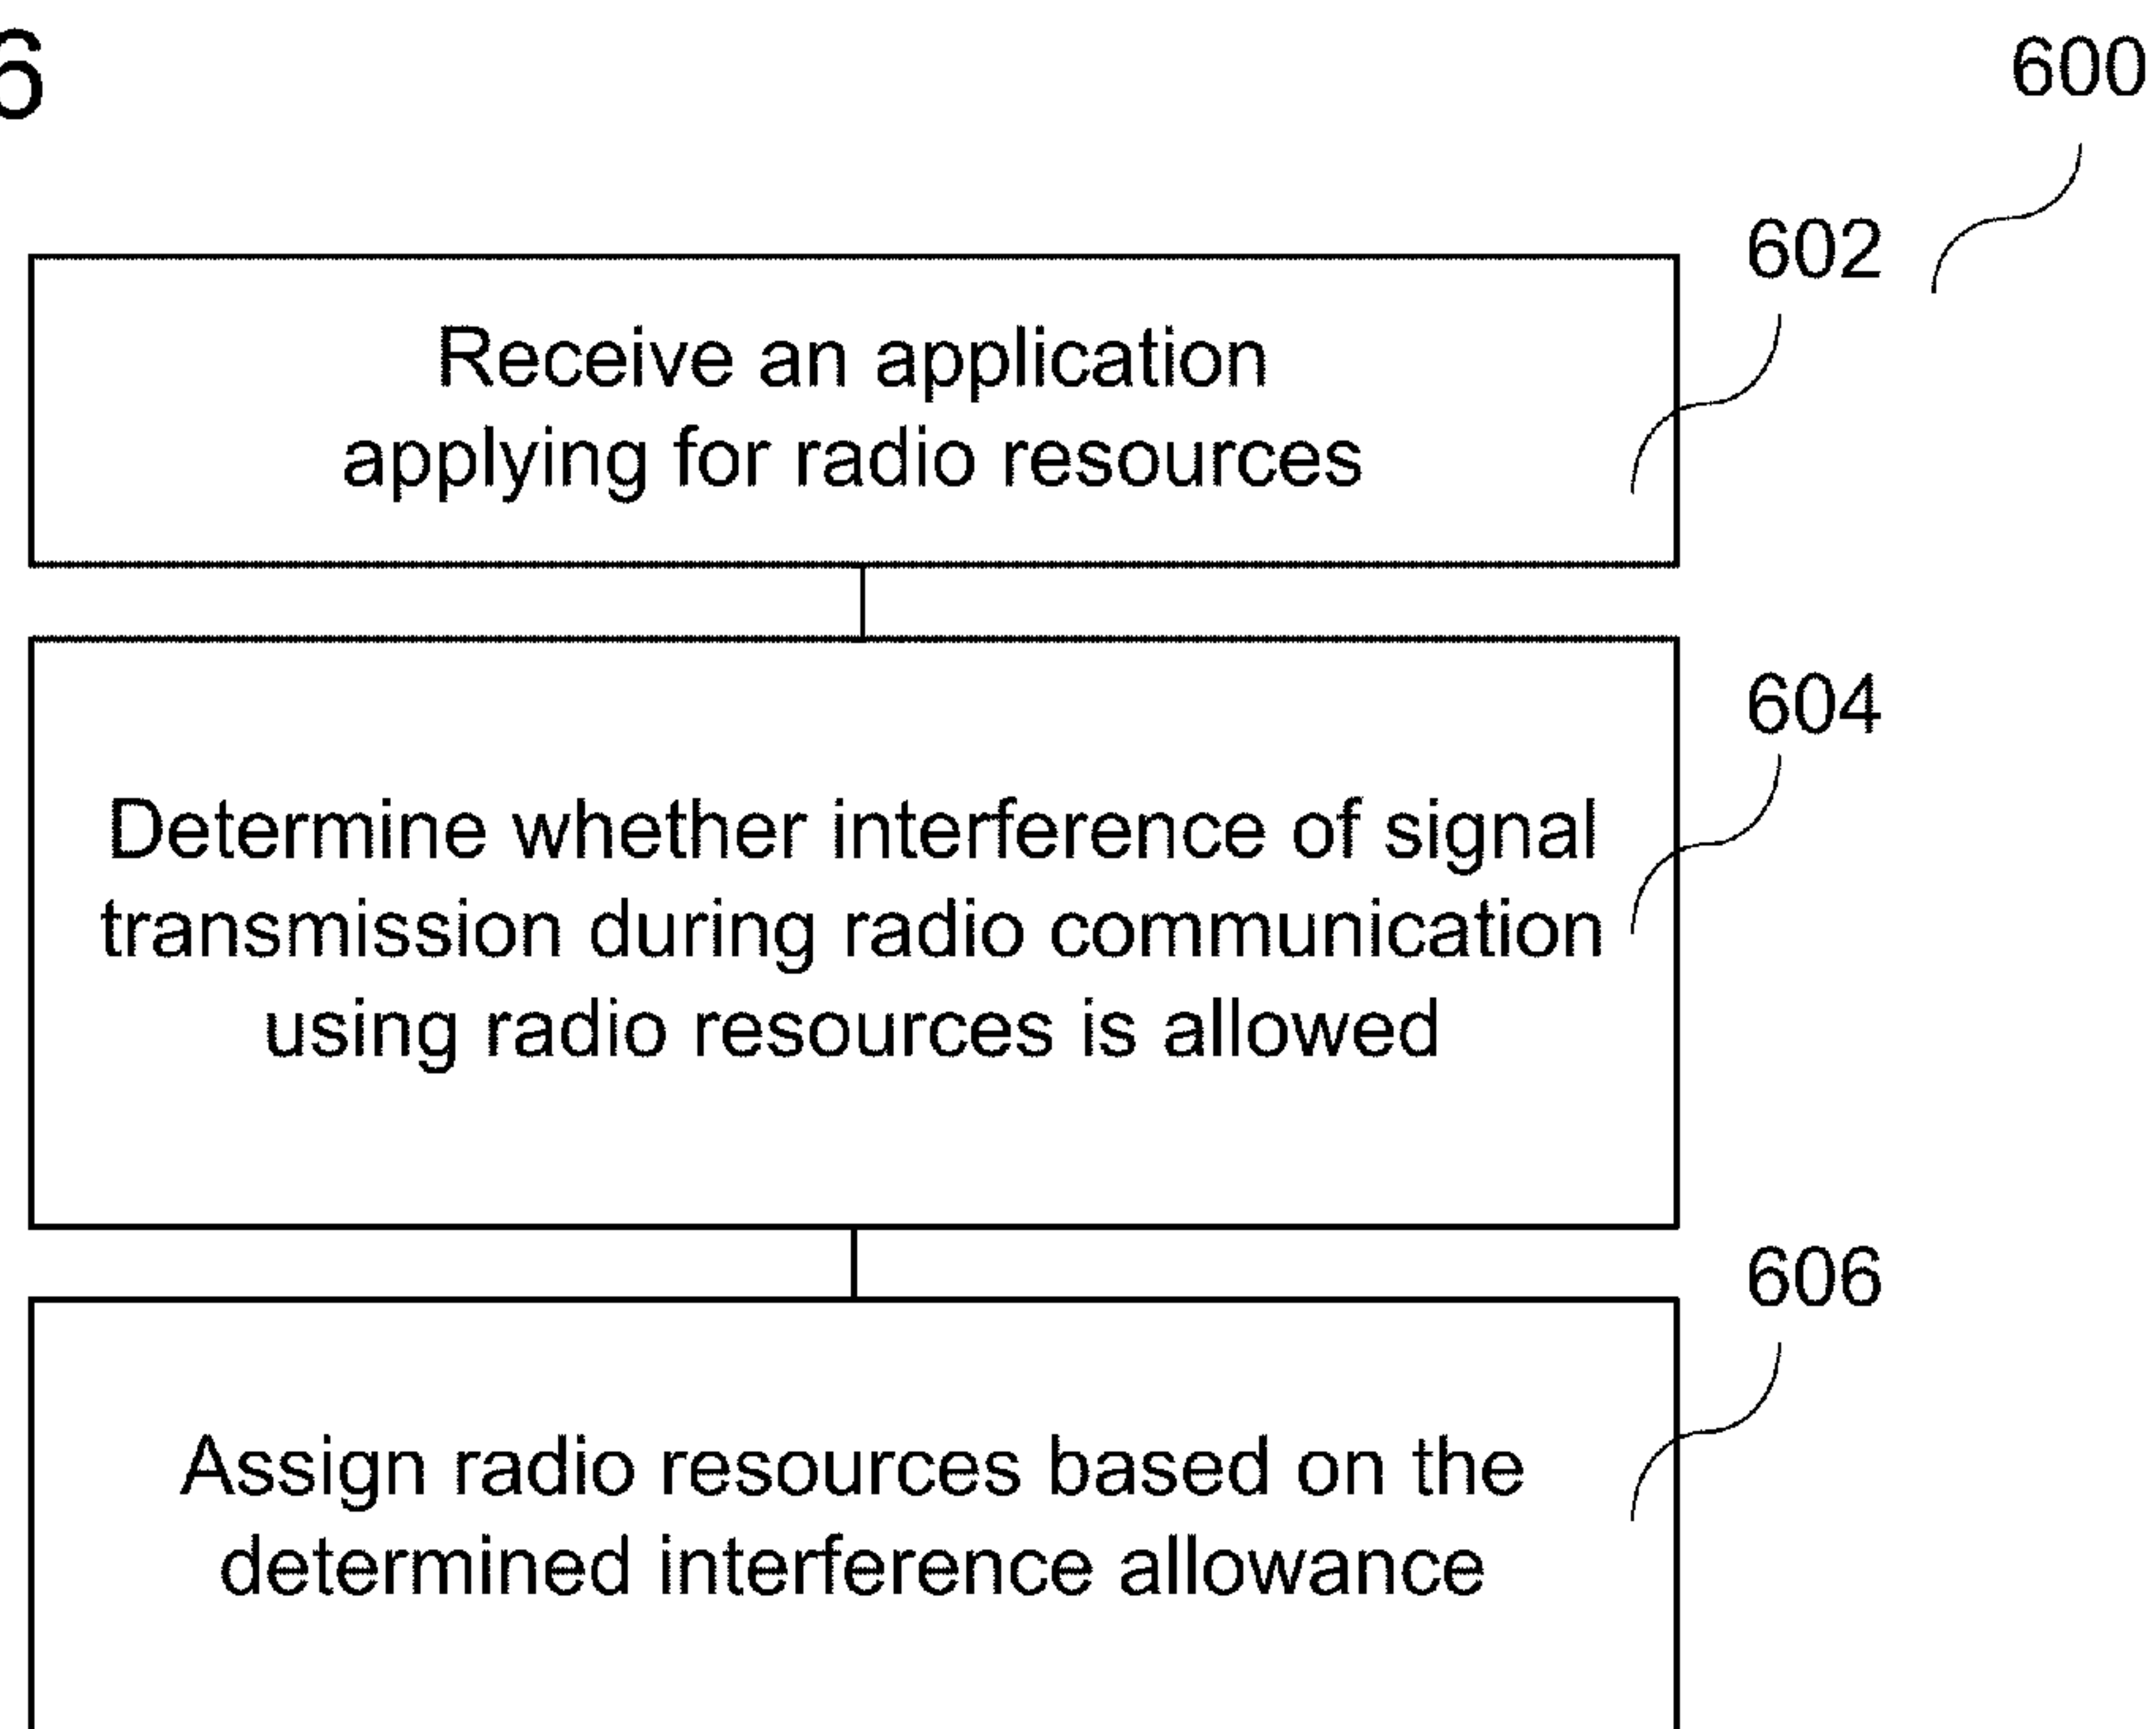 6
600
602
Receive an application
applying for radio resources
604
Determine whether interference of signal
transmission during radio communication
using radio resources is allowed
606
Assign radio resources based on the
determined interference allowance